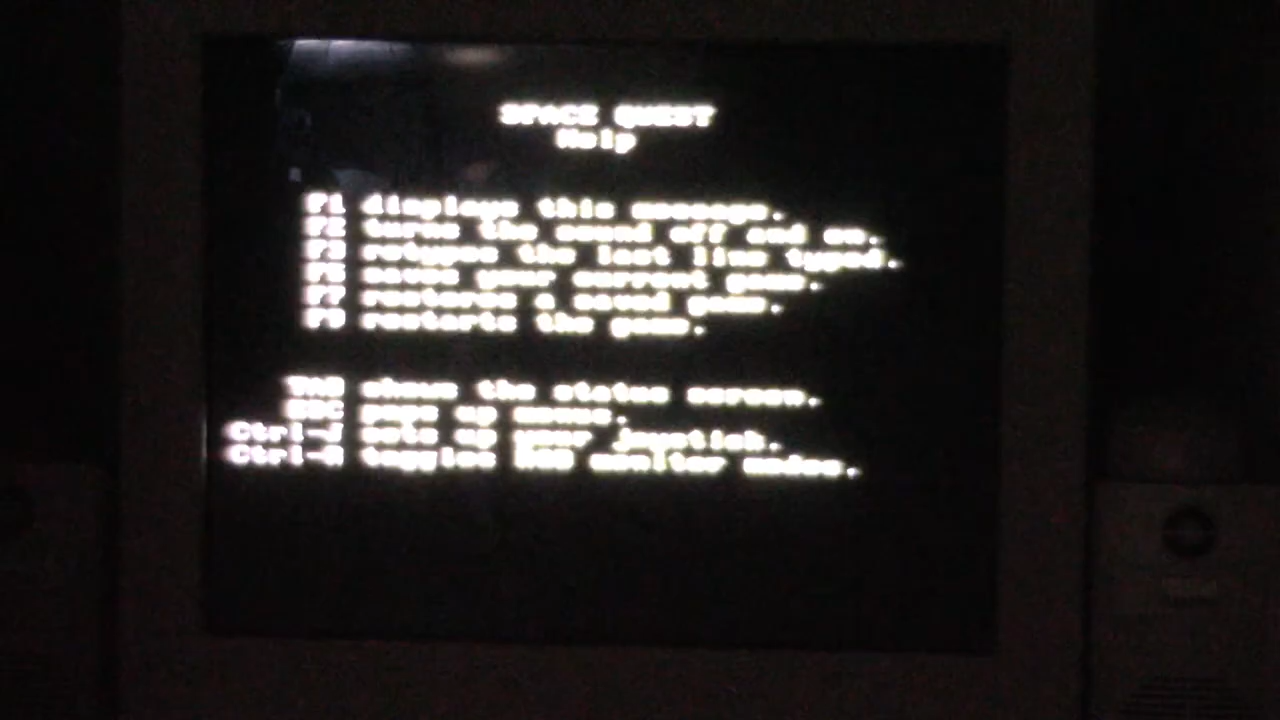 SPACE QUEST
Help
F1 displays this message.
F2 turns the sound off and on.
F3 retypes the last line typed.
F5 saves your current game.
F7 restores a saved game.
F9 restarts the game.
TAB shows the status screen.
ESC pops up menus.
Ctrl-J sets up your joystick.
Ctrl-R toggles RGB monitor modes.